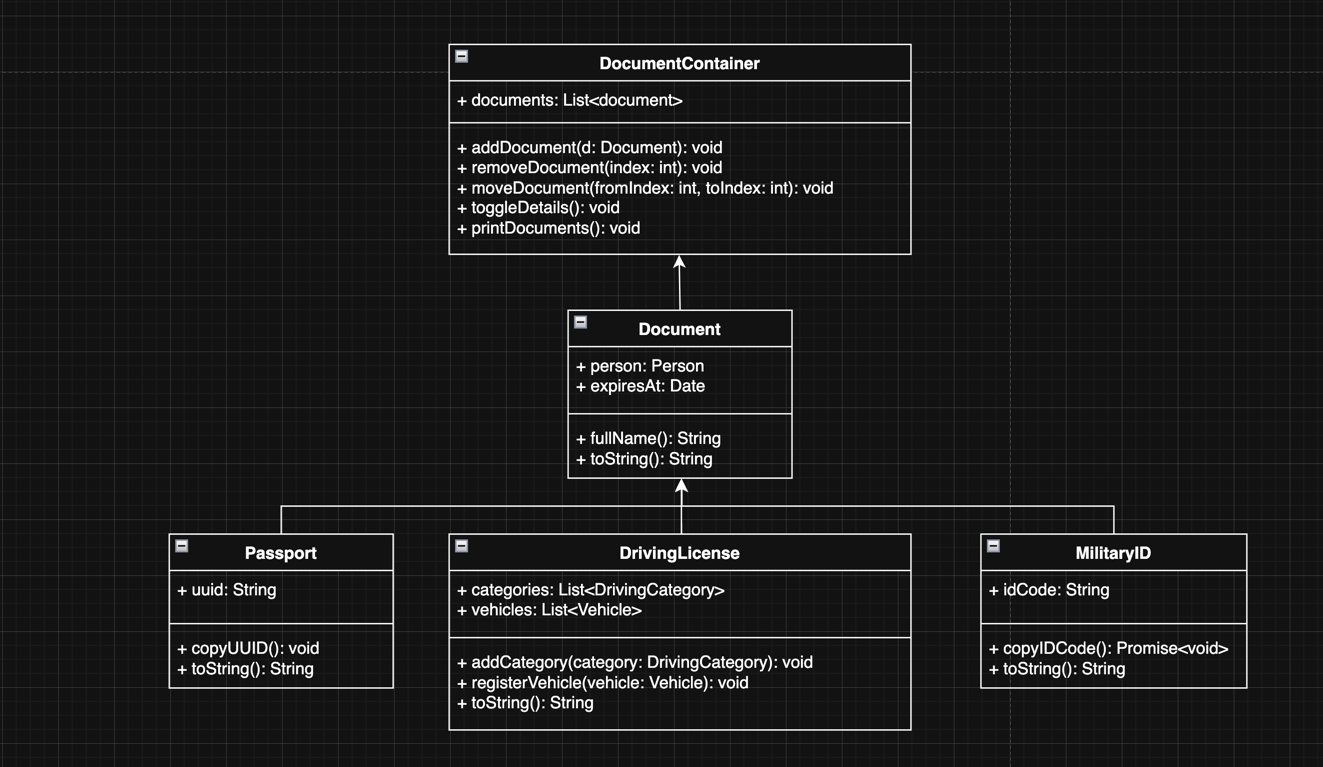 DocumentContainer
+ documents: List<document>
+ addDocument(d: Document): void
+ removeDocument(index: int): void
+ moveDocument(fromIndex: int, toIndex: int): void
+ toggleDetails(): void
+ printDocuments(): void
Document
+ person: Person
+ expiresAt: Date
+ fullName(): String
+ toString(): String
Passport
+ uuid: String
+ copyUUID(): void
+ toString(): String
DrivingLicense
+ categories: List<DrivingCategory>
+ vehicles: List<Vehicle>
+ addCategory(category: DrivingCategory): void
+ registerVehicle(vehicle: Vehicle): void
+ toString(): String
MilitaryID
+ idCode: String
+ copyIDCode(): Promise<void>
+ toString(): String